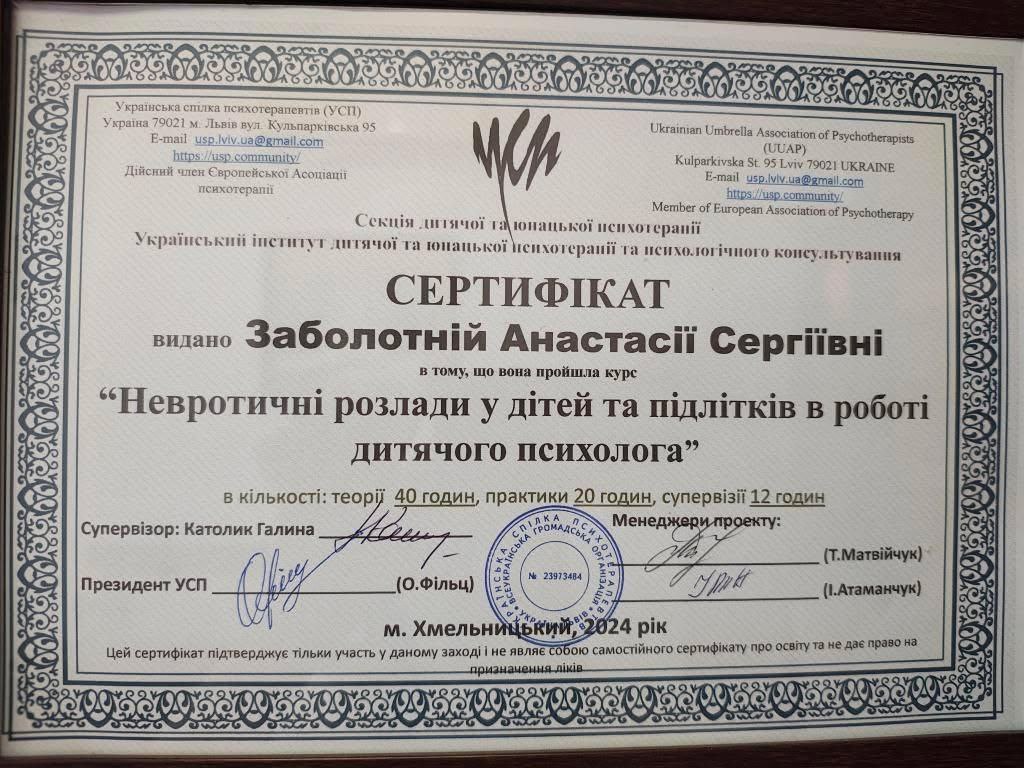 Українська спілка психотерапевтів (УСП)
Україна 79021 м. Львів вул. Кульпарківська 95
E-mail usp.lviv.ua@gmail.com
https://usp.community/
Дійсний член Європейської Асоціації
психотерапії
усп
Ukrainian Umbrella Association of Psychotherapists
(UUAP)
Kulparkivska St. 95 Lviv 79021 UKRAINE
E-mail usp.lviv.ua@gmail.com
https://usp.community/
Member of European Association of Psychotherapy
Секція дитячої та юнацької психотерапії
Український інститут дитячої та юнацької психотерапії та психологічного консультування
СЕРТИФІКАТ
видано Заболотній Анастасії Сергіївні
в тому, що вона пройшла курс
“Невротичні розлади у дітей та підлітків в роботі
дитячого психолога”
в кількості: теорії 40 годин, практики 20 годин, супервізії 12 годин
Супервізор: Католик Галина
Менеджери проекту:
(Т.Матвійчук)
Президент УСП (О.Фільц)
(І.Атаманчук)
УКРАЇНСЬКА СПІЛКА ПСИХОТЕРАПЕВТІВ
ВСЕУКРАЇНСЬКА ГРОМАДСЬКА ОРГАНІЗАЦІЯ
№ 23973484
м. Хмельницький, 2024 рік
Цей сертифікат підтверджує тільки участь у даному заході і не являє собою самостійного сертифікату про освіту та не дає право на
призначення ліків